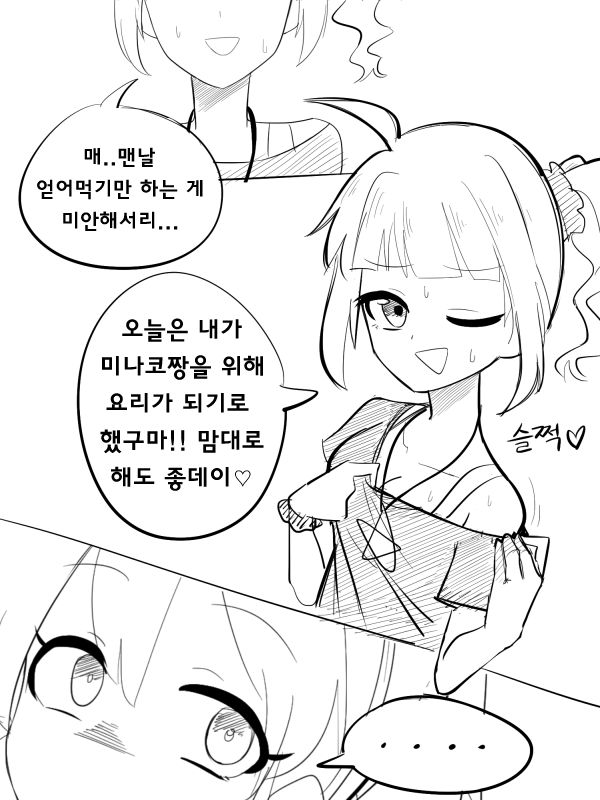 매..맨날
얻어먹기만 하는 게
미안해서리...
오늘은 내가
미나코짱을 위해
요리가 되기로
했구마!! 맘대로
해도 좋데이♡
슬쩍♡
....